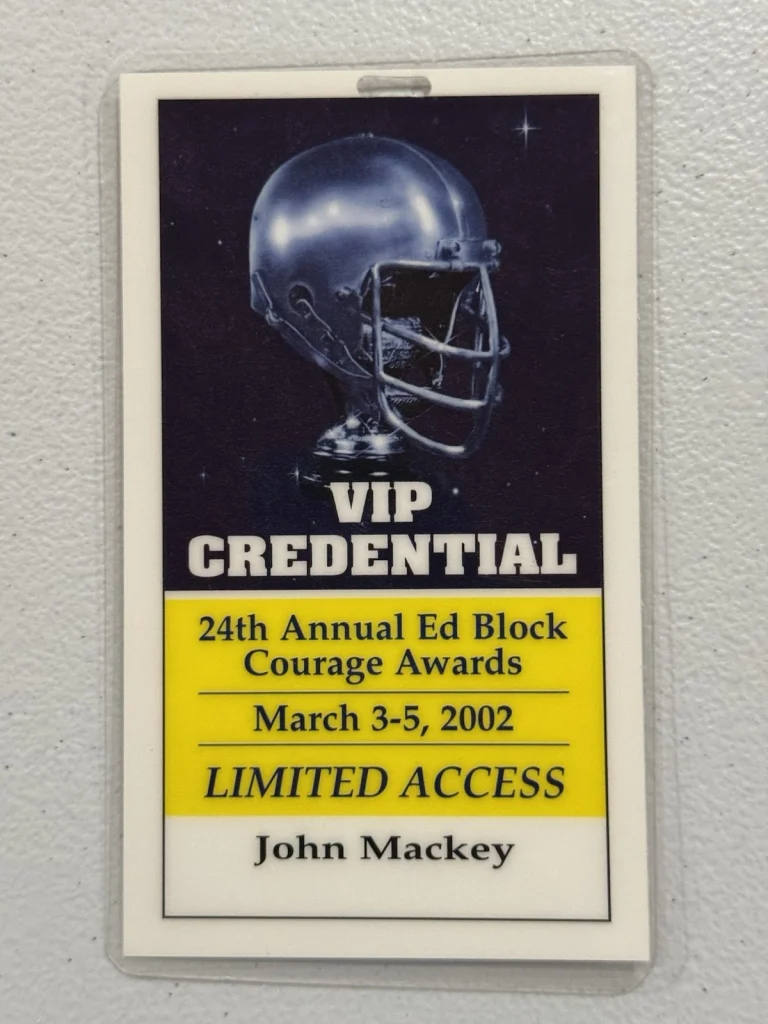 VIP
CREDENTIAL
24th Annual Ed Block
Courage Awards
March 3-5, 2002
LIMITED ACCESS
John Mackey